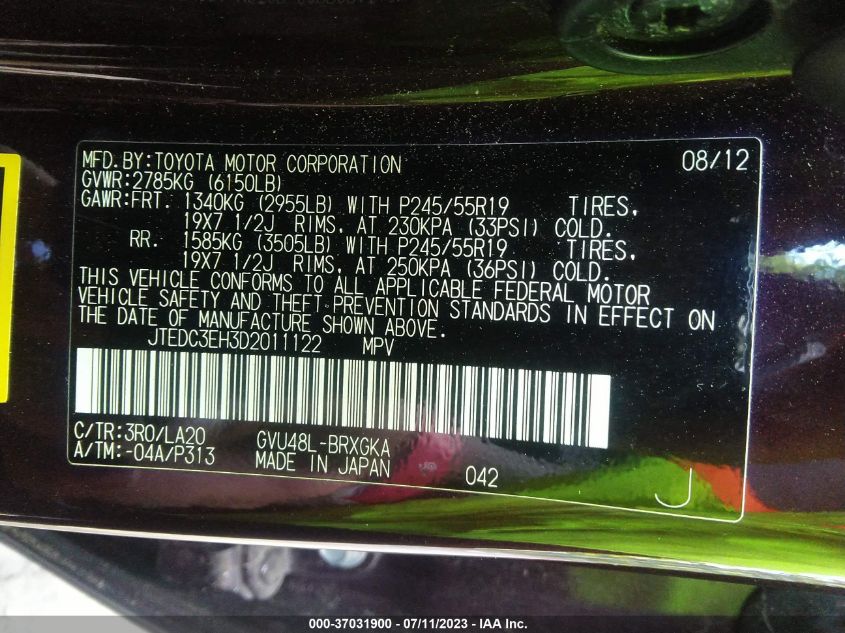 MFD.BY:TOYOTA MOTOR CORPORATION 08/12
GVWR:2785KG (6150LB)
GAWR:FRT. 1340KG (2955LB) WITH P245/55R19 TIRES,
19X7 1/2J RIMS, AT 230KPA (33PSI) COLD.
RR. 1585KG (3505LB) WITH P245/55R19 TIRES,
19X7 1/2J RIMS, AT 250KPA (36PSI) COLD.
THIS VEHICLE CONFORMS TO ALL APPLICABLE FEDERAL MOTOR
VEHICLE SAFETY AND THEFT PREVENTION STANDARDS IN EFFECT ON
THE DATE OF MANUFACTURE SHOWN ABOVE.
JTEDC3EH3D2011122 MPV
C/TR:3R0/LA20 GVU48L-BRXGKA
A/TM:-04A/P313 MADE IN JAPAN 042
J
000-37031900 - 07/11/2023 - IAA Inc.